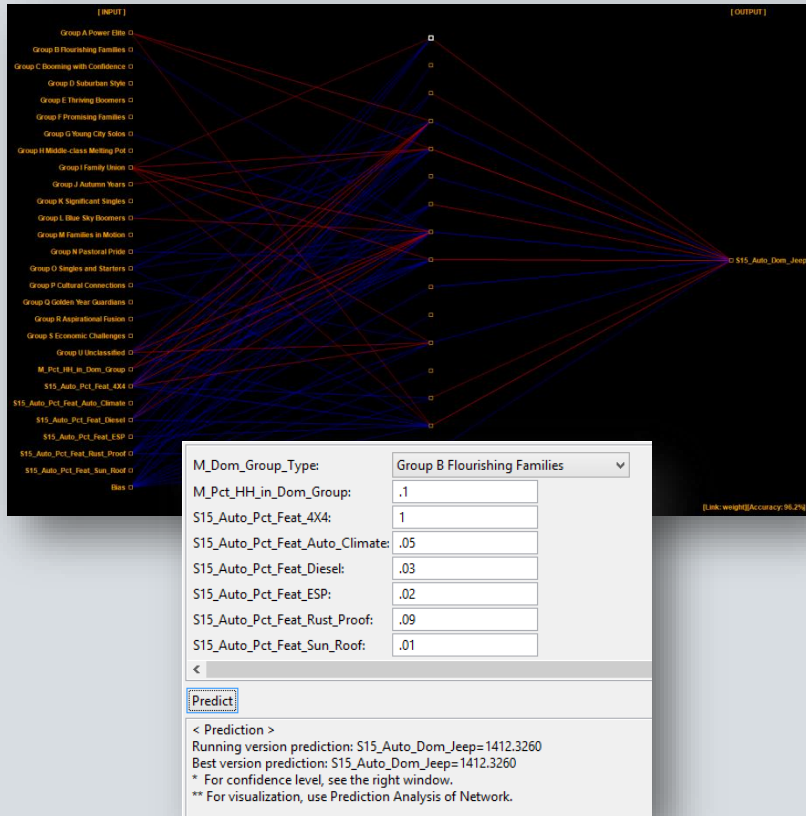 [ INPUT ]
[ OUTPUT ]
Group A Power Elite
Group B Flourishing Families
Group C Booming with Confidence
Group D Suburban Style
Group E Thriving Boomers
Group F Promising Families
Group G Young City Solos
Group H Middle-class Melting Pot
Group I Family Union
Group J Autumn Years
Group K Significant Singles
Group L Blue Sky Boomers
Group M Families in Motion
Group N Pastoral Pride
Group O Singles and Starters
Group P Cultural Connections
Group Q Golden Year Guardians
Group R Aspirational Fusion
Group S Economic Challenges
Group U Unclassified
M_Pct_HH_in_Dom_Group
S15_Auto_Pct_Feat_4X4
S15_Auto_Pct_Feat_Auto_Climate
S15_Auto_Pct_Feat_Diesel
S15_Auto_Pct_Feat_ESP
S15_Auto_Pct_Feat_Rust_Proof
S15_Auto_Pct_Feat_Sun_Roof
Bias
S15_Auto_Dom_Jeep
[Link: weight][Accuracy: 96.2%]
M_Dom_Group_Type: Group B Flourishing Families
M_Pct_HH_in_Dom_Group: .1
S15_Auto_Pct_Feat_4X4: 1
S15_Auto_Pct_Feat_Auto_Climate: .05
S15_Auto_Pct_Feat_Diesel: .03
S15_Auto_Pct_Feat_ESP: .02
S15_Auto_Pct_Feat_Rust_Proof: .09
S15_Auto_Pct_Feat_Sun_Roof: .01
Predict
< Prediction >
Running version prediction: S15_Auto_Dom_Jeep=1412.3260
Best version prediction: S15_Auto_Dom_Jeep=1412.3260
* For confidence level, see the right window.
** For visualization, use Prediction Analysis of Network.